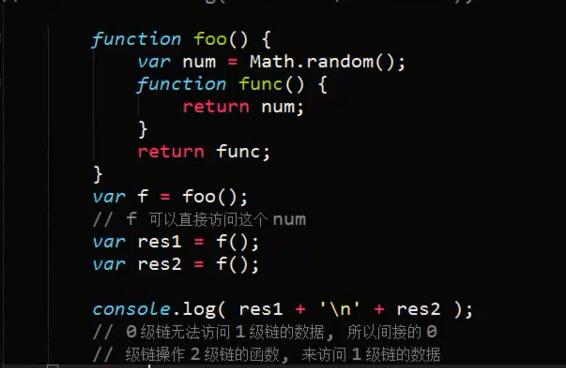 function foo() {
var num = Math.random();
function func() {
return num;
}
return func;
}
var f = foo();
// f 可以直接访问这个 num
var res1 = f();
var res2 = f();
console.log( res1 + '\n' + res2 );
// 0 级链无法访问 1 级链的数据, 所以间接的 0
// 级链操作 2 级链的函数, 来访问 1 级链的数据